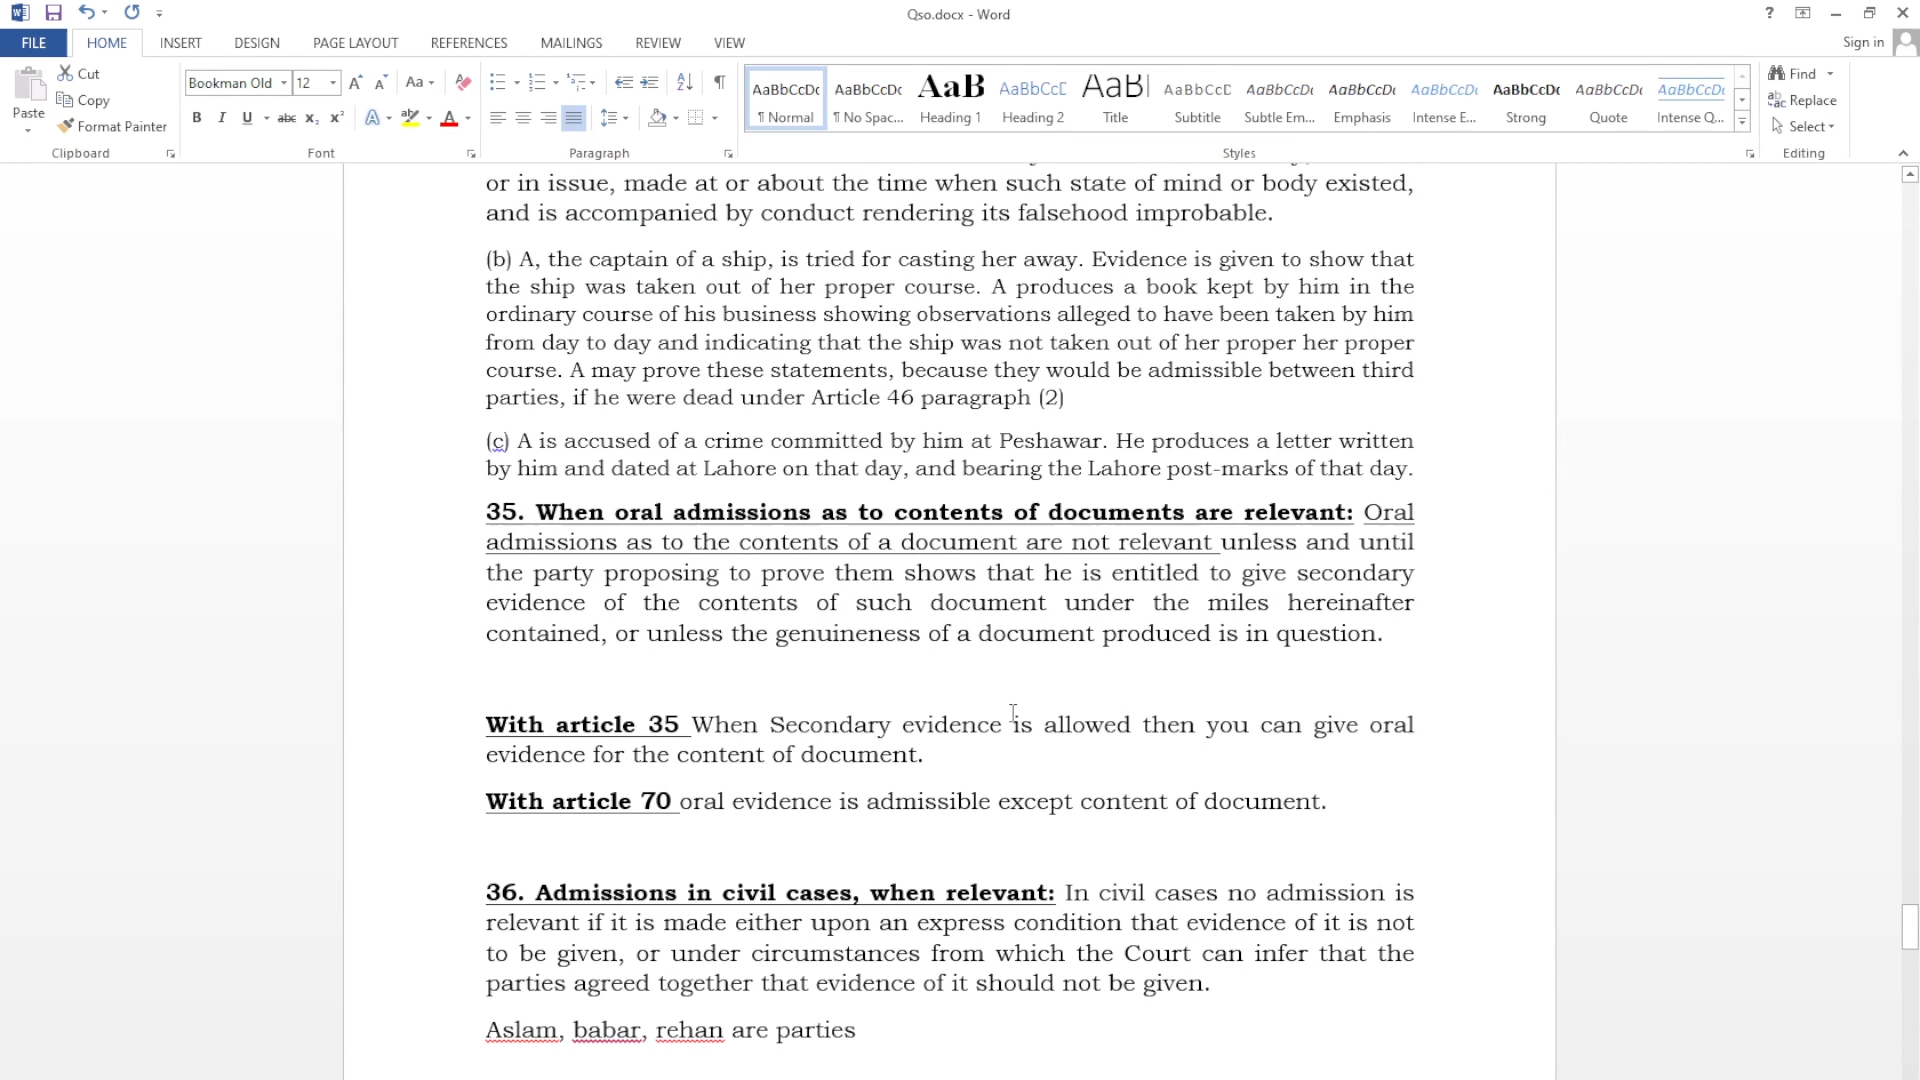 Qso.docx - Word
? 
FILE HOME INSERT DESIGN PAGE LAYOUT REFERENCES MAILINGS REVIEW VIEW Sign in
Cut
Copy
Format Painter
Paste
Clipboard
Bookman Old 12 Aa
B I U abc x₂ x² A A
Font
Paragraph
AaBbCcDc AaBbCcDc AaB AaBbCcC AaB AaBbCcC AaBbCcDc AaBbCcDc AaBbCcDc AaBbCcDc AaBbCcDc AaBbCcDc
¶ Normal ¶ No Spac... Heading 1 Heading 2 Title Subtitle Subtle Em... Emphasis Intense E... Strong Quote Intense Q...
Styles
Find
Replace
Select
Editing
or in issue, made at or about the time when such state of mind or body existed,
and is accompanied by conduct rendering its falsehood improbable.
(b) A, the captain of a ship, is tried for casting her away. Evidence is given to show that
the ship was taken out of her proper course. A produces a book kept by him in the
ordinary course of his business showing observations alleged to have been taken by him
from day to day and indicating that the ship was not taken out of her proper her proper
course. A may prove these statements, because they would be admissible between third
parties, if he were dead under Article 46 paragraph (2)
(c) A is accused of a crime committed by him at Peshawar. He produces a letter written
by him and dated at Lahore on that day, and bearing the Lahore post-marks of that day.
35. When oral admissions as to contents of documents are relevant: Oral
admissions as to the contents of a document are not relevant unless and until
the party proposing to prove them shows that he is entitled to give secondary
evidence of the contents of such document under the miles hereinafter
contained, or unless the genuineness of a document produced is in question.
With article 35 When Secondary evidence is allowed then you can give oral
evidence for the content of document.
With article 70 oral evidence is admissible except content of document.
36. Admissions in civil cases, when relevant: In civil cases no admission is
relevant if it is made either upon an express condition that evidence of it is not
to be given, or under circumstances from which the Court can infer that the
parties agreed together that evidence of it should not be given.
Aslam, babar, rehan are parties